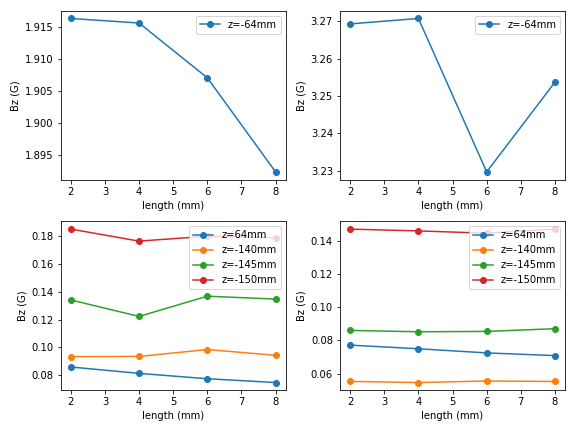 z=-64mm
1.915
1.910
1.905
1.900
1.895
Bz (G)
2 3 4 5 6 7 8
length (mm)
z=-64mm
3.27
3.26
3.25
3.24
3.23
Bz (G)
2 3 4 5 6 7 8
length (mm)
z=64mm
z=-140mm
z=-145mm
z=-150mm
0.18
0.16
0.14
0.12
0.10
0.08
Bz (G)
2 3 4 5 6 7 8
length (mm)
z=64mm
z=-140mm
z=-145mm
z=-150mm
0.14
0.12
0.10
0.08
0.06
Bz (G)
2 3 4 5 6 7 8
length (mm)